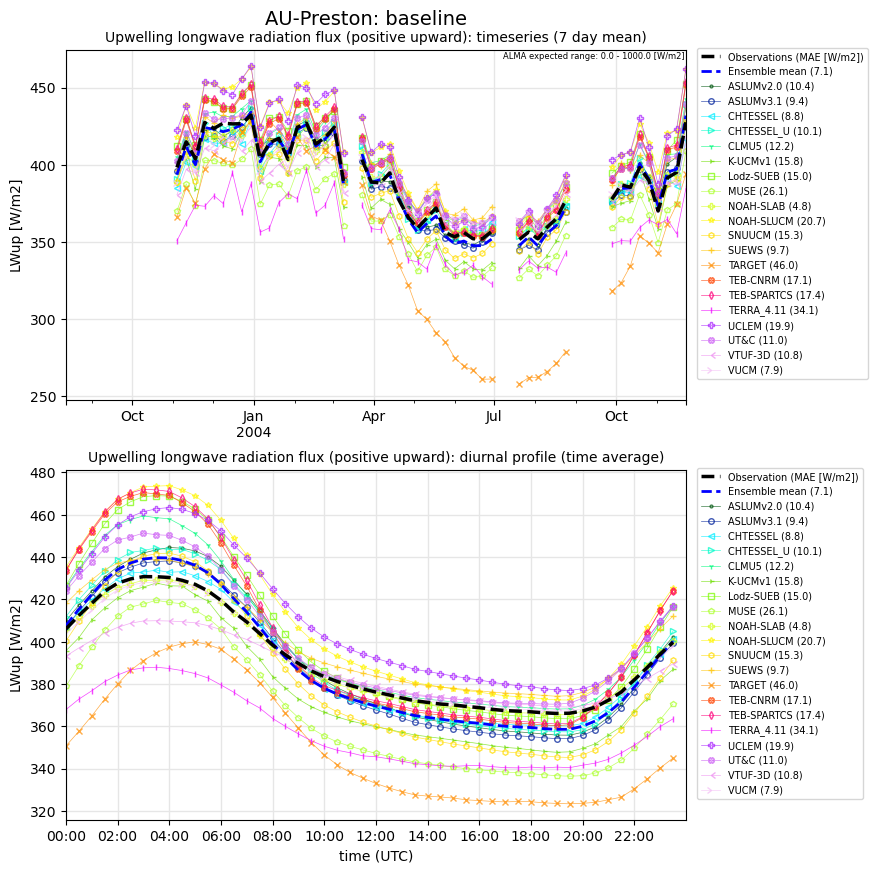 AU-Preston: baseline
Upwelling longwave radiation flux (positive upward): timeseries (7 day mean)
ALMA expected range: 0.0 - 1000.0 [W/m2]
LWup [W/m2]
450
400
350
300
250
Oct
Jan
2004
Apr
Jul
Oct
Observations (MAE [W/m2])
Ensemble mean (7.1)
ASLUMv2.0 (10.4)
ASLUMv3.1 (9.4)
CHTESSEL (8.8)
CHTESSEL_U (10.1)
CLMU5 (12.2)
K-UCMv1 (15.8)
Lodz-SUEB (15.0)
MUSE (26.1)
NOAH-SLAB (4.8)
NOAH-SLUCM (20.7)
SNUUCM (15.3)
SUEWS (9.7)
TARGET (46.0)
TEB-CNRM (17.1)
TEB-SPARTCS (17.4)
TERRA_4.11 (34.1)
UCLEM (19.9)
UT&C (11.0)
VTUF-3D (10.8)
VUCM (7.9)
Upwelling longwave radiation flux (positive upward): diurnal profile (time average)
LWup [W/m2]
480
460
440
420
400
380
360
340
320
00:00 02:00 04:00 06:00 08:00 10:00 12:00 14:00 16:00 18:00 20:00 22:00
time (UTC)
Observation (MAE [W/m2])
Ensemble mean (7.1)
ASLUMv2.0 (10.4)
ASLUMv3.1 (9.4)
CHTESSEL (8.8)
CHTESSEL_U (10.1)
CLMU5 (12.2)
K-UCMv1 (15.8)
Lodz-SUEB (15.0)
MUSE (26.1)
NOAH-SLAB (4.8)
NOAH-SLUCM (20.7)
SNUUCM (15.3)
SUEWS (9.7)
TARGET (46.0)
TEB-CNRM (17.1)
TEB-SPARTCS (17.4)
TERRA_4.11 (34.1)
UCLEM (19.9)
UT&C (11.0)
VTUF-3D (10.8)
VUCM (7.9)